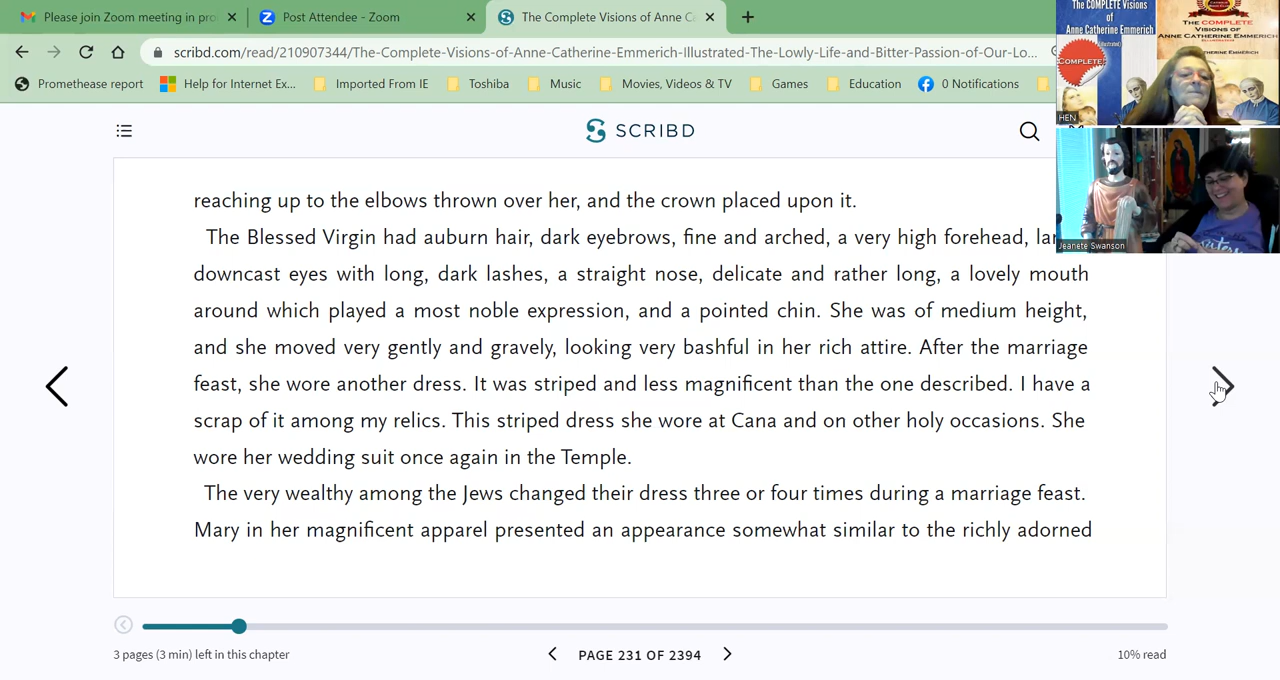 Please join Zoom meeting in pro
Post Attendee - Zoom
The Complete Visions of Anne C
scribd.com/read/210907344/The-Complete-Visions-of-Anne-Catherine-Emmerich-Illustrated-The-Lowly-Life-and-Bitter-Passion-of-Our-Lo...
Promethease report
Help for Internet Ex...
Imported From IE
Toshiba
Music
Movies, Videos & TV
Games
Education
0 Notifications
The COMPLETE Visions
of
Anne Catherine Emmerich
COMPLETE!
The COMPLETE
VISIONS OF
ANNE CATHERINE EMMERICH
HEN
Jeanete Swanson
SCRIBD
reaching up to the elbows thrown over her, and the crown placed upon it.
The Blessed Virgin had auburn hair, dark eyebrows, fine and arched, a very high forehead,
downcast eyes with long, dark lashes, a straight nose, delicate and rather long, a lovely mouth
around which played a most noble expression, and a pointed chin. She was of medium height,
and she moved very gently and gravely, looking very bashful in her rich attire. After the marriage
feast, she wore another dress. It was striped and less magnificent than the one described. I have a
scrap of it among my relics. This striped dress she wore at Cana and on other holy occasions. She
wore her wedding suit once again in the Temple.
The very wealthy among the Jews changed their dress three or four times during a marriage feast.
Mary in her magnificent apparel presented an appearance somewhat similar to the richly adorned
3 pages (3 min) left in this chapter
PAGE 231 OF 2394
10% read